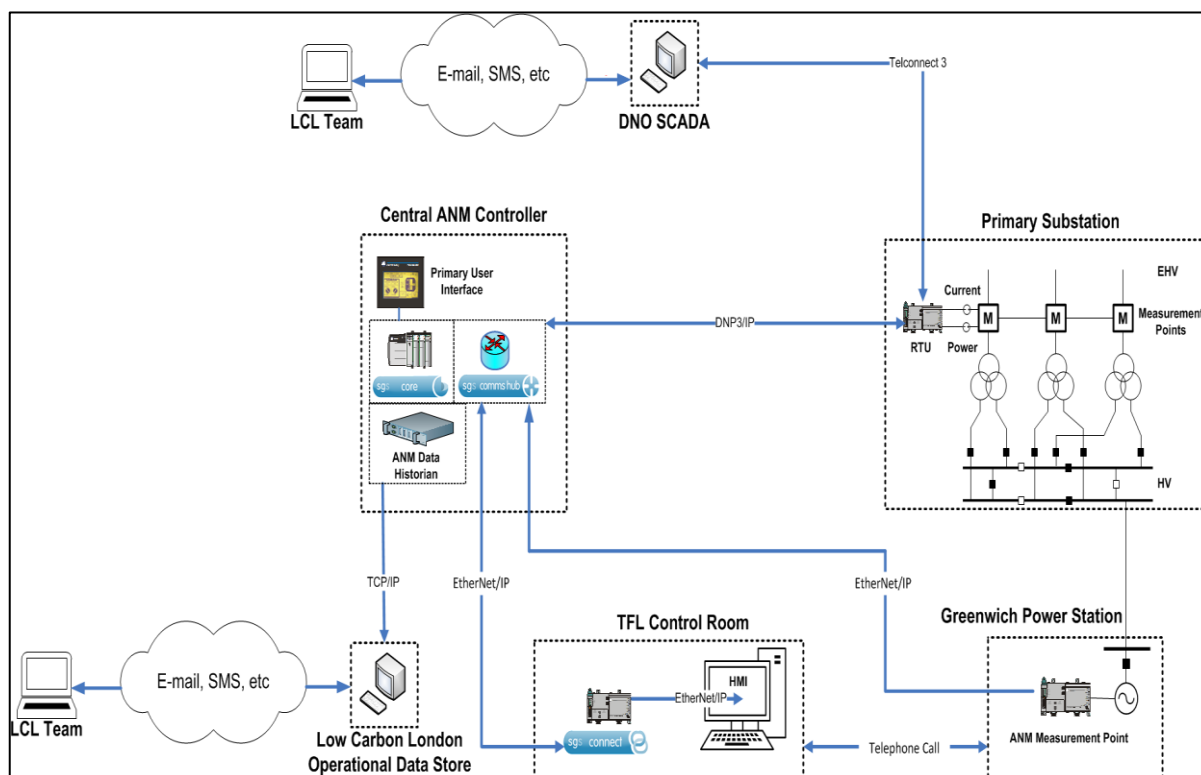 E-mail, SMS, etc
LCL Team
DNO SCADA
Telconnect 3
Central ANM Controller
Primary User
Interface
sgs core
sgs comms hub
ANM Data
Historian
DNP3/IP
Primary Substation
EHV
Current
M
M
M
Measurement
Points
RTU
Power
HV
TCP/IP
EtherNet/IP
EtherNet/IP
E-mail, SMS, etc
LCL Team
Low Carbon London
Operational Data Store
TFL Control Room
HMI
EtherNet/IP
sgs connect
Telephone Call
Greenwich Power Station
ANM Measurement Point